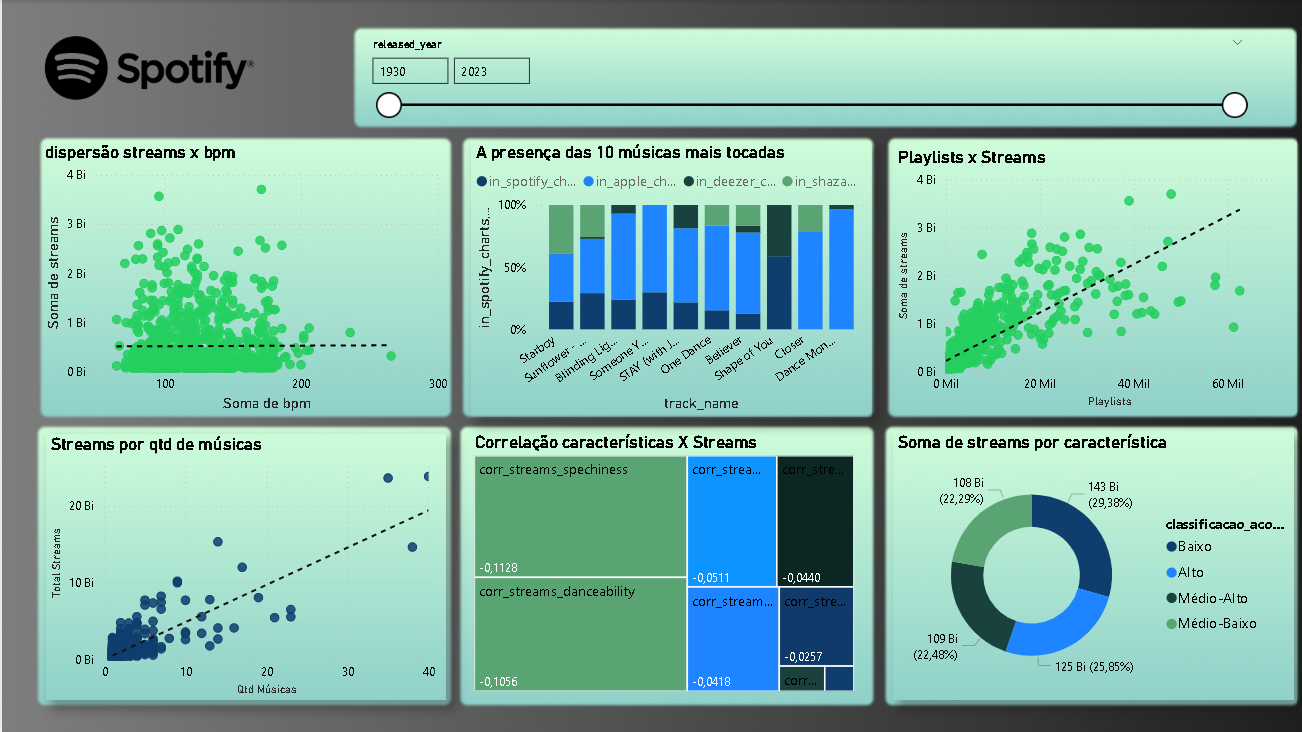 Spotify®
released_year
1930
2023
dispersão streams x bpm
4 Bi
3 Bi
2 Bi
1 Bi
0 Bi
Soma de streams
100
200
300
Soma de bpm
A presença das 10 músicas mais tocadas
in_spotify_ch...
in_apple_ch...
in_deezer_c...
in_shaza...
100%
50%
0%
in_spotify_charts,...
Starboy
Sunflower - ...
Blinding Lig...
Someone Y...
STAY (with J...
One Dance
Believer
Shape of You
Closer
Dance Mon...
track_name
Playlists x Streams
4 Bi
3 Bi
2 Bi
1 Bi
0 Bi
Soma de streams
0 Mil
20 Mil
40 Mil
60 Mil
Playlists
Streams por qtd de músicas
20 Bi
10 Bi
0 Bi
Total Streams
0
10
20
30
40
Qtd Músicas
Correlação características X Streams
corr_streams_spechiness
-0,1128
corr_streams_danceability
-0,1056
corr_strea...
-0,0511
corr_stre...
-0,0440
corr_stream...
-0,0418
corr_stre...
-0,0257
corr...
Soma de streams por característica
108 Bi
(22,29%)
143 Bi
(29,38%)
109 Bi
(22,48%)
125 Bi (25,85%)
classificacao_aco...
Baixo
Alto
Médio-Alto
Médio-Baixo